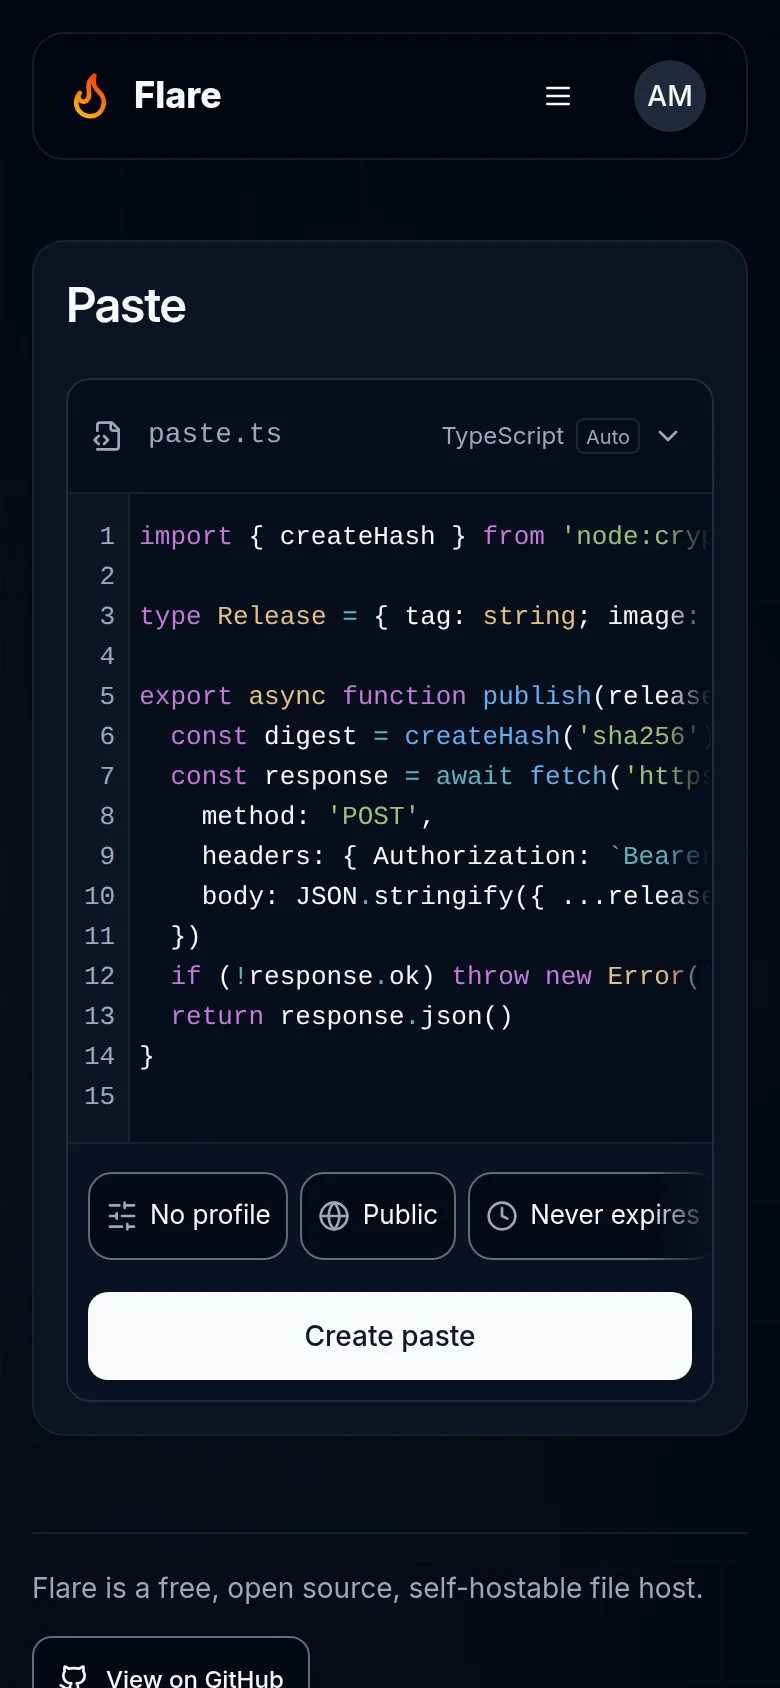 Flare
AM
Paste
paste.ts
TypeScript Auto
1 import { createHash } from 'node:cryp
2
3 type Release = { tag: string; image:
4
5 export async function publish(release
6   const digest = createHash('sha256')
7   const response = await fetch('https
8     method: 'POST',
9     headers: { Authorization: `Bearer
10     body: JSON.stringify({ ...release
11   })
12   if (!response.ok) throw new Error(
13   return response.json()
14 }
15
No profile
Public
Never expires
Create paste
Flare is a free, open source, self-hostable file host.
View on GitHub